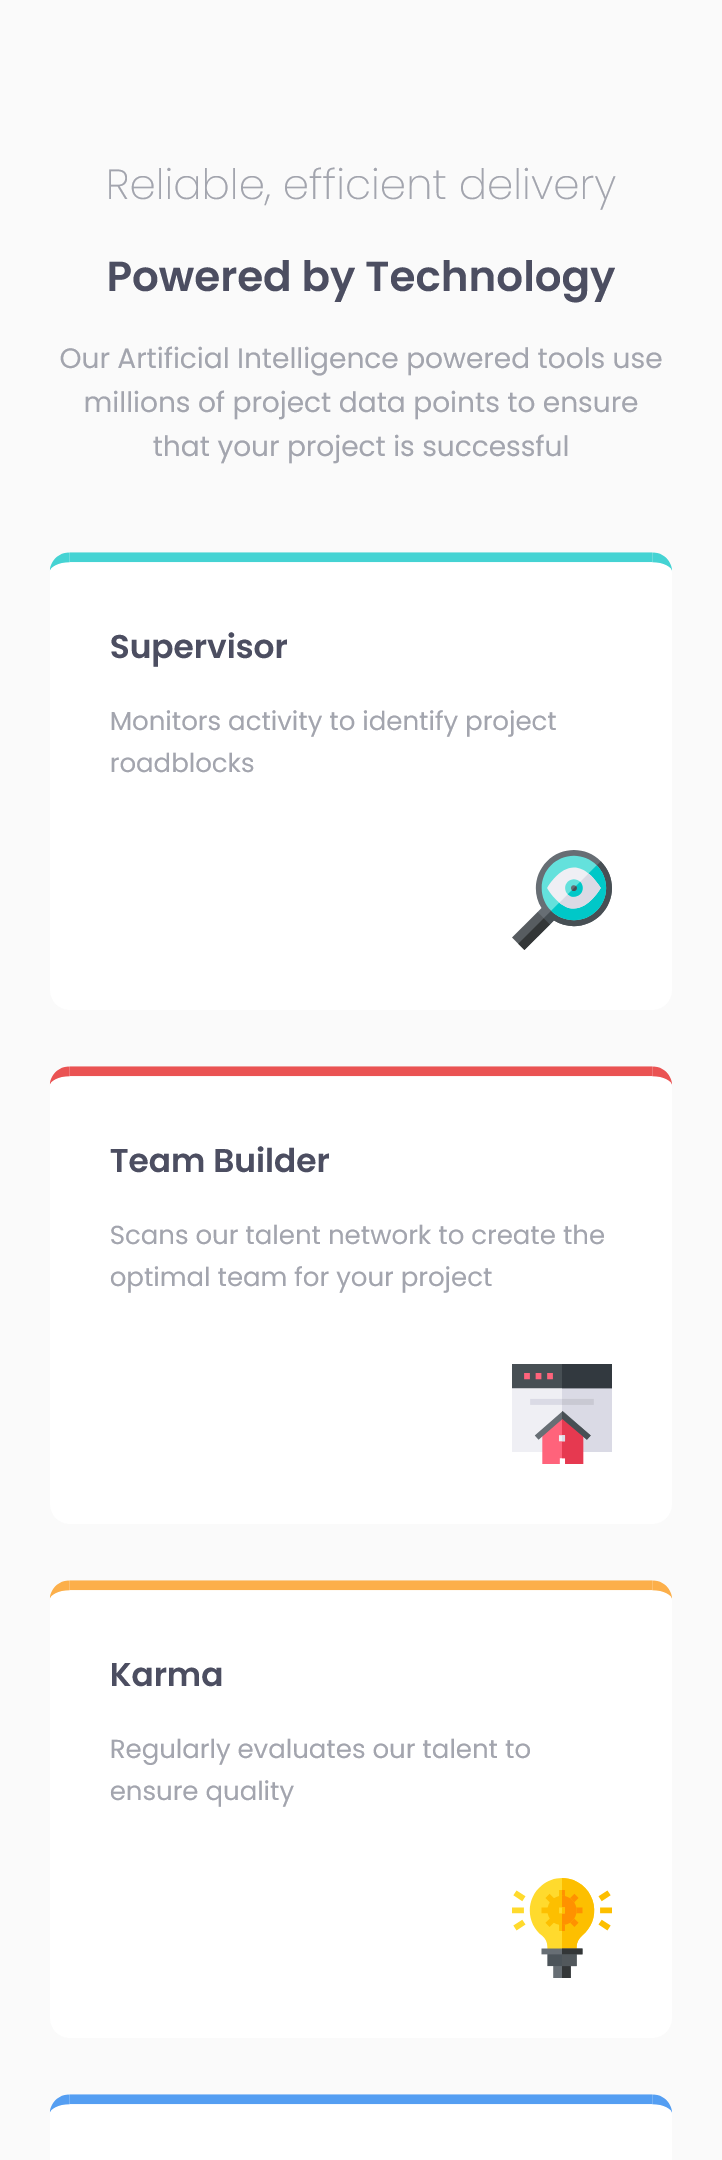 Reliable, efficient delivery
Powered by Technology
Our Artificial Intelligence powered tools use
millions of project data points to ensure
that your project is successful
Supervisor
Monitors activity to identify project
roadblocks
Team Builder
Scans our talent network to create the
optimal team for your project
Karma
Regularly evaluates our talent to
ensure quality